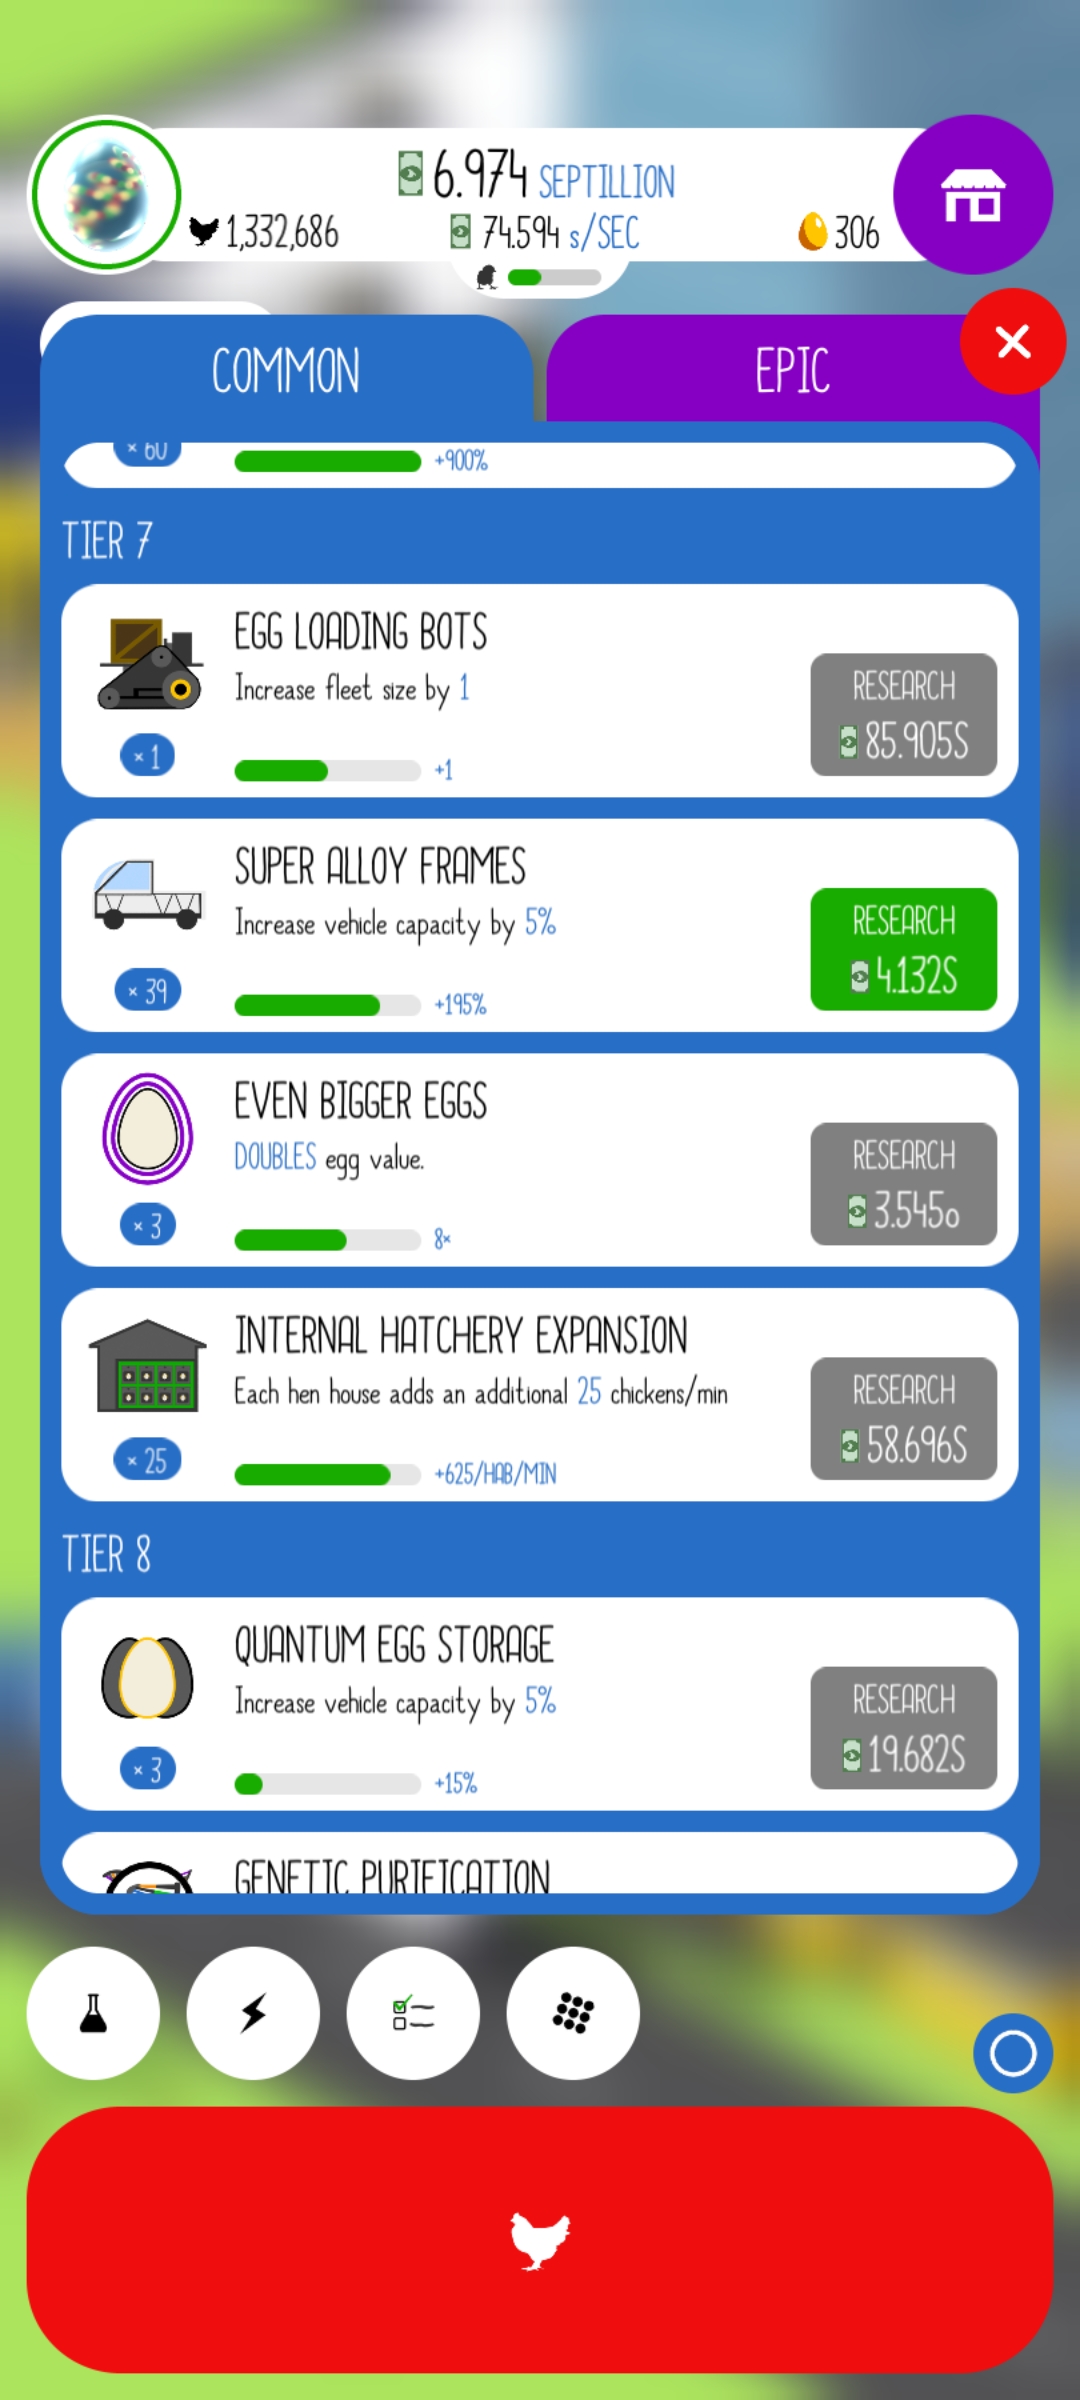 6.974 SEPTILLION
1,332,686
74.594 s/SEC
306
COMMON
EPIC
× 60
+900%
TIER 7
EGG LOADING BOTS
Increase fleet size by 1
× 1
+1
RESEARCH
85.905S
SUPER ALLOY FRAMES
Increase vehicle capacity by 5%
× 39
+195%
RESEARCH
4.132S
EVEN BIGGER EGGS
DOUBLES egg value.
× 3
8×
RESEARCH
3.545o
INTERNAL HATCHERY EXPANSION
Each hen house adds an additional 25 chickens/min
× 25
+625/HAB/MIN
RESEARCH
58.696S
TIER 8
QUANTUM EGG STORAGE
Increase vehicle capacity by 5%
× 3
+15%
RESEARCH
19.682S
GENETIC PURIFICATION